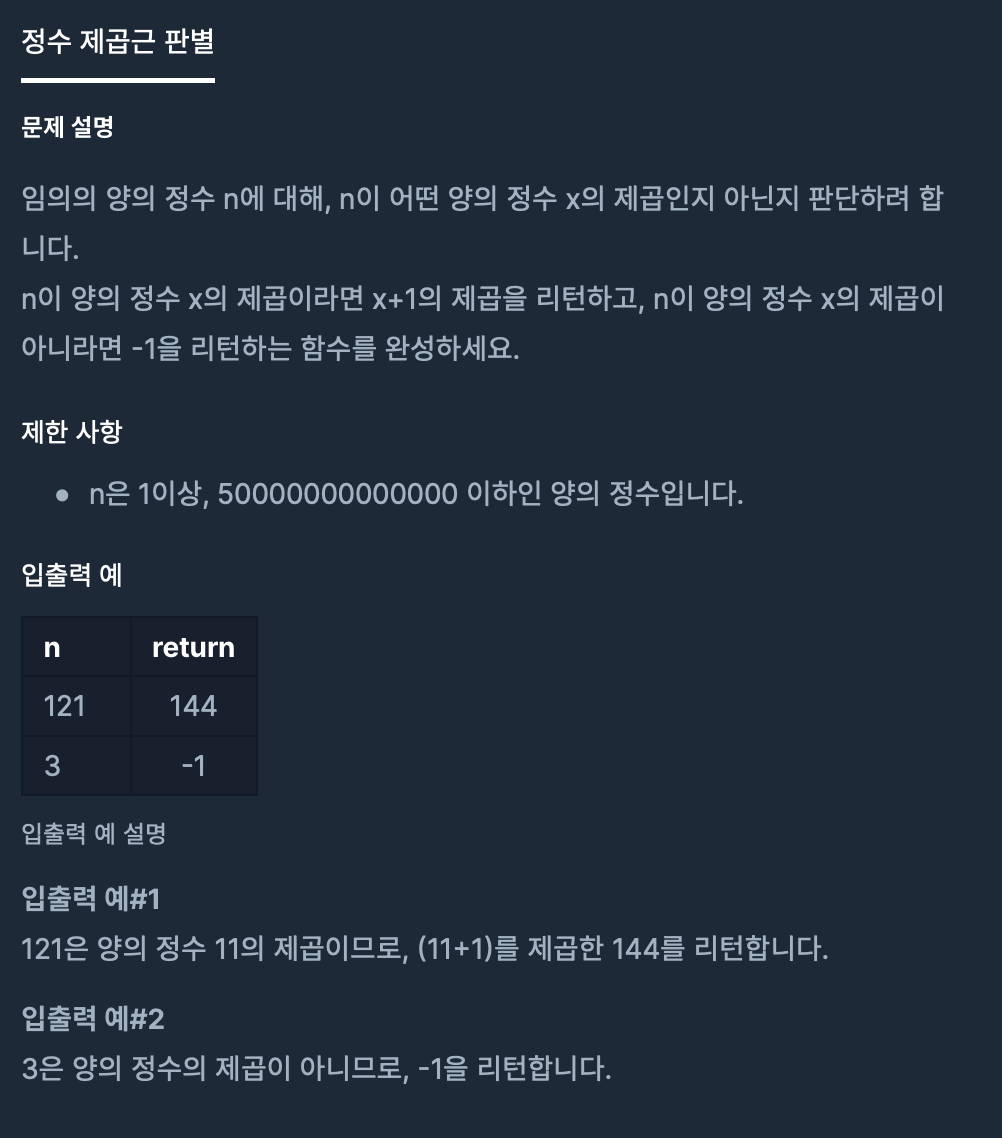 정수 제곱근 판별
문제 설명
임의의 양의 정수 n에 대해, n이 어떤 양의 정수 x의 제곱인지 아닌지 판단하려 합
니다.
n이 양의 정수 x의 제곱이라면 x+1의 제곱을 리턴하고, n이 양의 정수 x의 제곱이
아니라면 -1을 리턴하는 함수를 완성하세요.
제한 사항
• n은 1이상, 50000000000000 이하인 양의 정수입니다.
입출력 예
n return
121 144
3 -1
입출력 예 설명
입출력 예#1
121은 양의 정수 11의 제곱이므로, (11+1)를 제곱한 144를 리턴합니다.
입출력 예#2
3은 양의 정수의 제곱이 아니므로, -1을 리턴합니다.